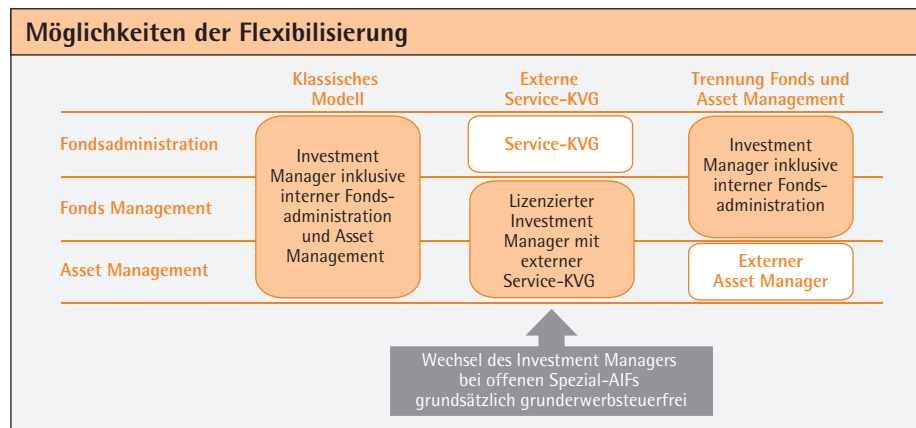 Möglichkeiten der Flexibilisierung
Klassisches
Modell
Externe
Service-KVG
Trennung Fonds und
Asset Management
Fondsadministration
Fonds Management
Asset Management
Investment
Manager inklusive
interner Fonds-
administration
und Asset
Management
Service-KVG
Lizenzierter
Investment
Manager mit
externer
Service-KVG
Investment
Manager inklusive
interner Fonds-
administration
Externer
Asset Manager
Wechsel des Investment Managers
bei offenen Spezial-AIFs
grundsätzlich grunderwerbsteuerfrei